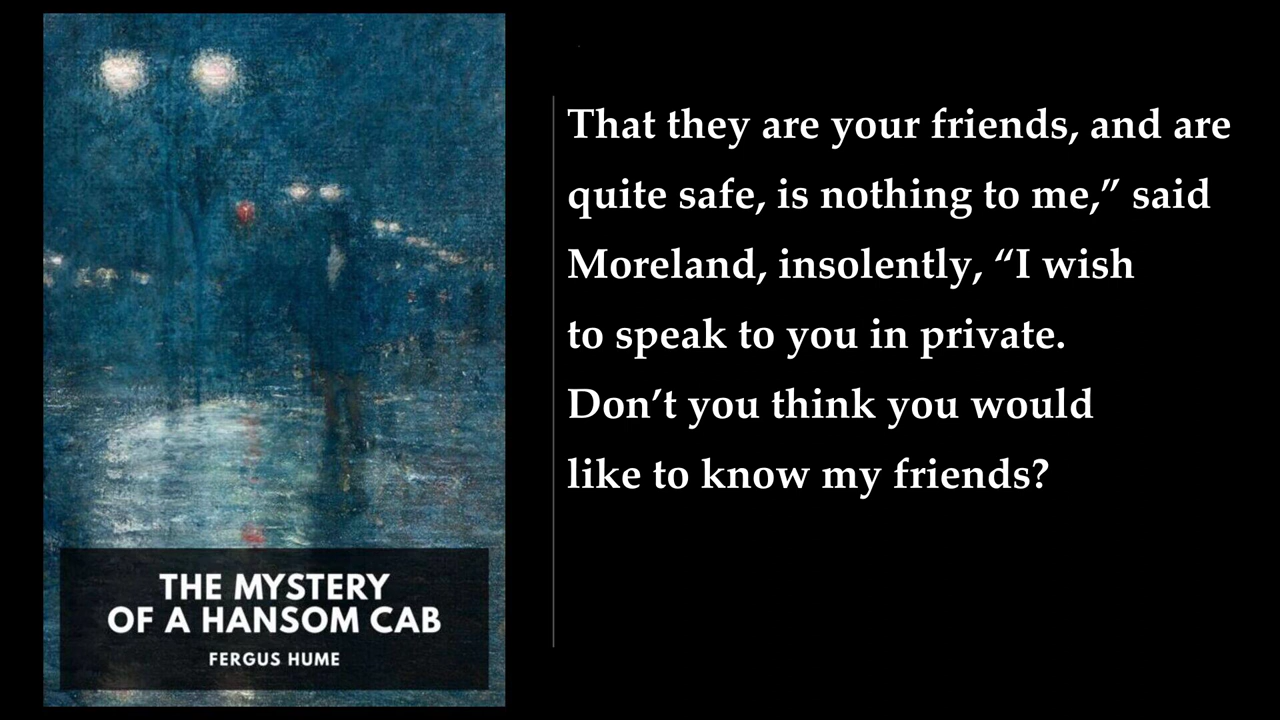 That they are your friends, and are
quite safe, is nothing to me,” said
Moreland, insolently, “I wish
to speak to you in private.
Don’t you think you would
like to know my friends?
THE MYSTERY
OF A HANSOM CAB
FERGUS HUME